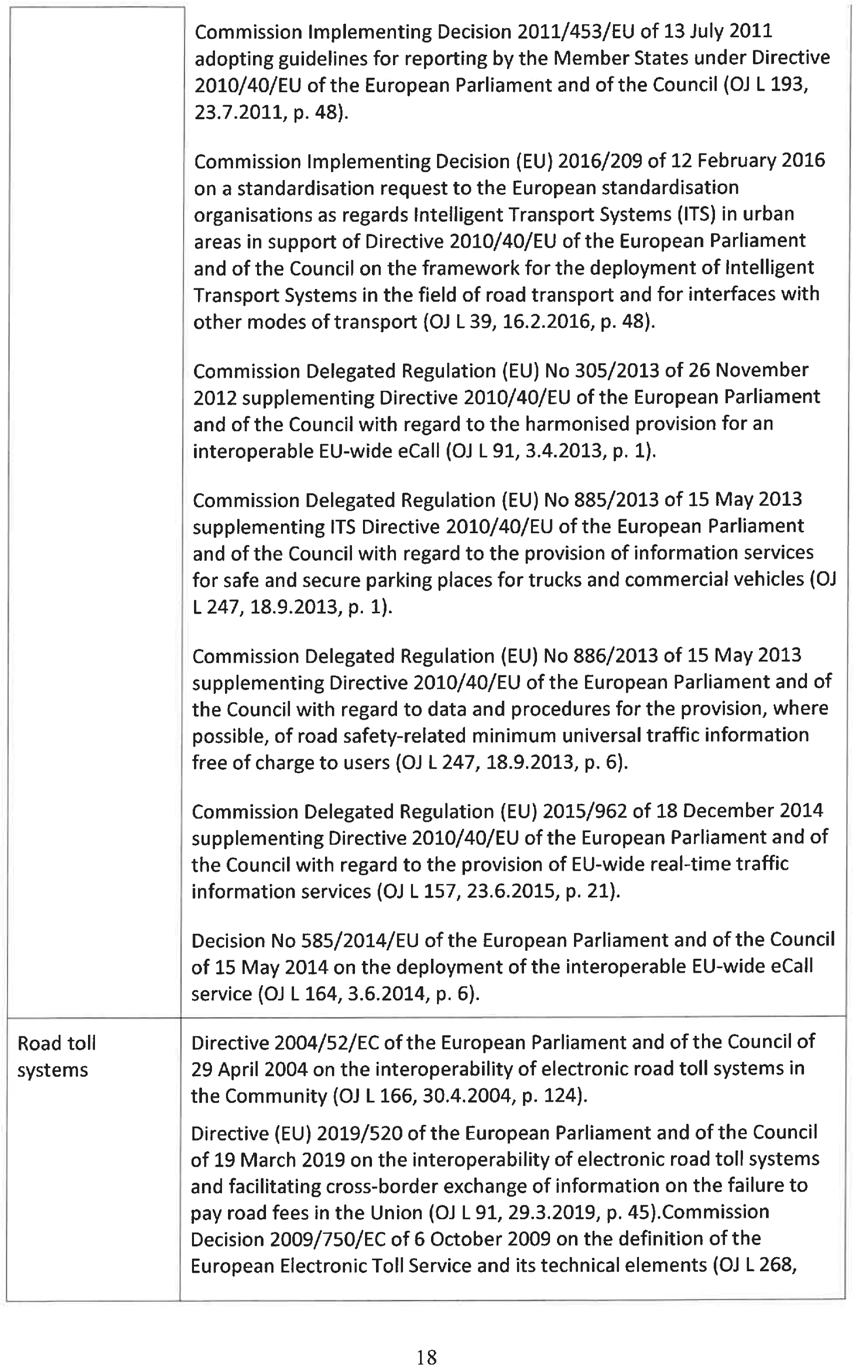 Commission Implementing Decision 2011/453/EU of 13 July 2011
adopting guidelines for reporting by the Member States under Directive
2010/40/EU of the European Parliament and of the Council (OJ L 193,
23.7.2011, p. 48).
Commission Implementing Decision (EU) 2016/209 of 12 February 2016
on a standardisation request to the European standardisation
organisations as regards Intelligent Transport Systems (ITS) in urban
areas in support of Directive 2010/40/EU of the European Parliament
and of the Council on the framework for the deployment of Intelligent
Transport Systems in the field of road transport and for interfaces with
other modes of transport (OJ L 39, 16.2.2016, p. 48).
Commission Delegated Regulation (EU) No 305/2013 of 26 November
2012 supplementing Directive 2010/40/EU of the European Parliament
and of the Council with regard to the harmonised provision for an
interoperable EU-wide eCall (OJ L 91, 3.4.2013, p. 1).
Commission Delegated Regulation (EU) No 885/2013 of 15 May 2013
supplementing ITS Directive 2010/40/EU of the European Parliament
and of the Council with regard to the provision of information services
for safe and secure parking places for trucks and commercial vehicles (OJ
L 247, 18.9.2013, p. 1).
Commission Delegated Regulation (EU) No 886/2013 of 15 May 2013
supplementing Directive 2010/40/EU of the European Parliament and of
the Council with regard to data and procedures for the provision, where
possible, of road safety-related minimum universal traffic information
free of charge to users (OJ L 247, 18.9.2013, p. 6).
Commission Delegated Regulation (EU) 2015/962 of 18 December 2014
supplementing Directive 2010/40/EU of the European Parliament and of
the Council with regard to the provision of EU-wide real-time traffic
information services (OJ L 157, 23.6.2015, p. 21).
Decision No 585/2014/EU of the European Parliament and of the Council
of 15 May 2014 on the deployment of the interoperable EU-wide eCall
service (OJ L 164, 3.6.2014, p. 6).
Road toll
systems
Directive 2004/52/EC of the European Parliament and of the Council of
29 April 2004 on the interoperability of electronic road toll systems in
the Community (OJ L 166, 30.4.2004, p. 124).
Directive (EU) 2019/520 of the European Parliament and of the Council
of 19 March 2019 on the interoperability of electronic road toll systems
and facilitating cross-border exchange of information on the failure to
pay road fees in the Union (OJ L 91, 29.3.2019, p. 45).Commission
Decision 2009/750/EC of 6 October 2009 on the definition of the
European Electronic Toll Service and its technical elements (OJ L 268,
18